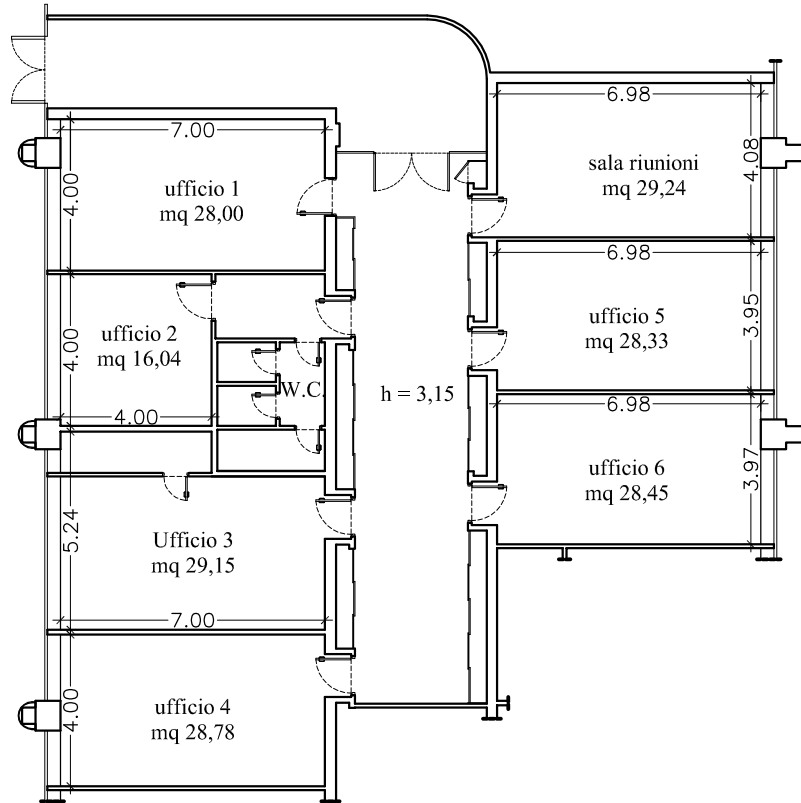 7.00
4.00
ufficio 1
mq 28,00
6.98
4.08
sala riunioni
mq 29,24
4.00
ufficio 2
mq 16,04
4.00
W.C.
h = 3,15
6.98
3.95
ufficio 5
mq 28,33
6.98
3.97
ufficio 6
mq 28,45
5.24
Ufficio 3
mq 29,15
7.00
4.00
ufficio 4
mq 28,78